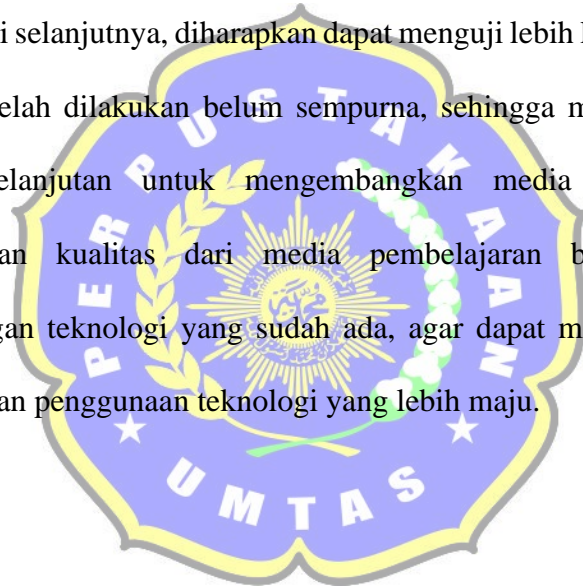 i selanjutnya, diharapkan dapat menguji lebih l
elah dilakukan belum sempurna, sehingga m
elanjutan untuk mengembangkan media
an kualitas dari media pembelajaran b
gan teknologi yang sudah ada, agar dapat m
an penggunaan teknologi yang lebih maju.
PERPUSTAKAAN
UMTAS